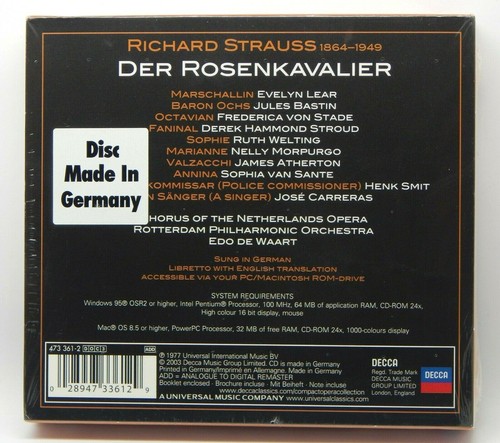 RICHARD STRAUSS 1864–1949
DER ROSENKAVALIER
MARSCHALLIN EVELYN LEAR
BARON OCHS JULES BASTIN
OCTAVIAN FREDERICA VON STADE
FANINAL DEREK HAMMOND STROUD
SOPHIE RUTH WELTING
MARIANNE NELLY MORPURGO
VALZACCHI JAMES ATHERTON
ANNINA SOPHIA VAN SANTE
KOMMISSAR (POLICE COMMISSIONER) HENK SMIT
N SÄNGER (A SINGER) JOSÉ CARRERAS
HORUS OF THE NETHERLANDS OPERA
ROTTERDAM PHILHARMONIC ORCHESTRA
EDO DE WAART
Disc
Made In
Germany
SUNG IN GERMAN
LIBRETTO WITH ENGLISH TRANSLATION
ACCESSIBLE VIA YOUR PC/MACINTOSH ROM-DRIVE
SYSTEM REQUIREMENTS
Windows 95® OSR2 or higher, Intel Pentium® Processor, 100 MHz, 64 MB of application RAM, CD-ROM 24x,
High colour 16 bit display, mouse
Mac® OS 8.5 or higher, PowerPC Processor, 32 MB of free RAM, CD-ROM 24x, 1000-colours display
473 361-2 ADD
0 28947 33612 9
℗ 1977 Universal International Music BV
© 2003 Decca Music Group Limited. CD is made in Germany.
Printed in Germany/Imprimé en Allemagne. Made in Germany
ADD = ANALOGUE TO DIGITAL REMASTER
Booklet enclosed · Brochure incluse · Mit Beiheft · Note incluse
www.deccaclassics.com/compactoperacollection
A UNIVERSAL MUSIC COMPANY www.universalclassics.com
DECCA
Regd. Trade Mark
DECCA MUSIC
GROUP LIMITED
London, England
DECCA